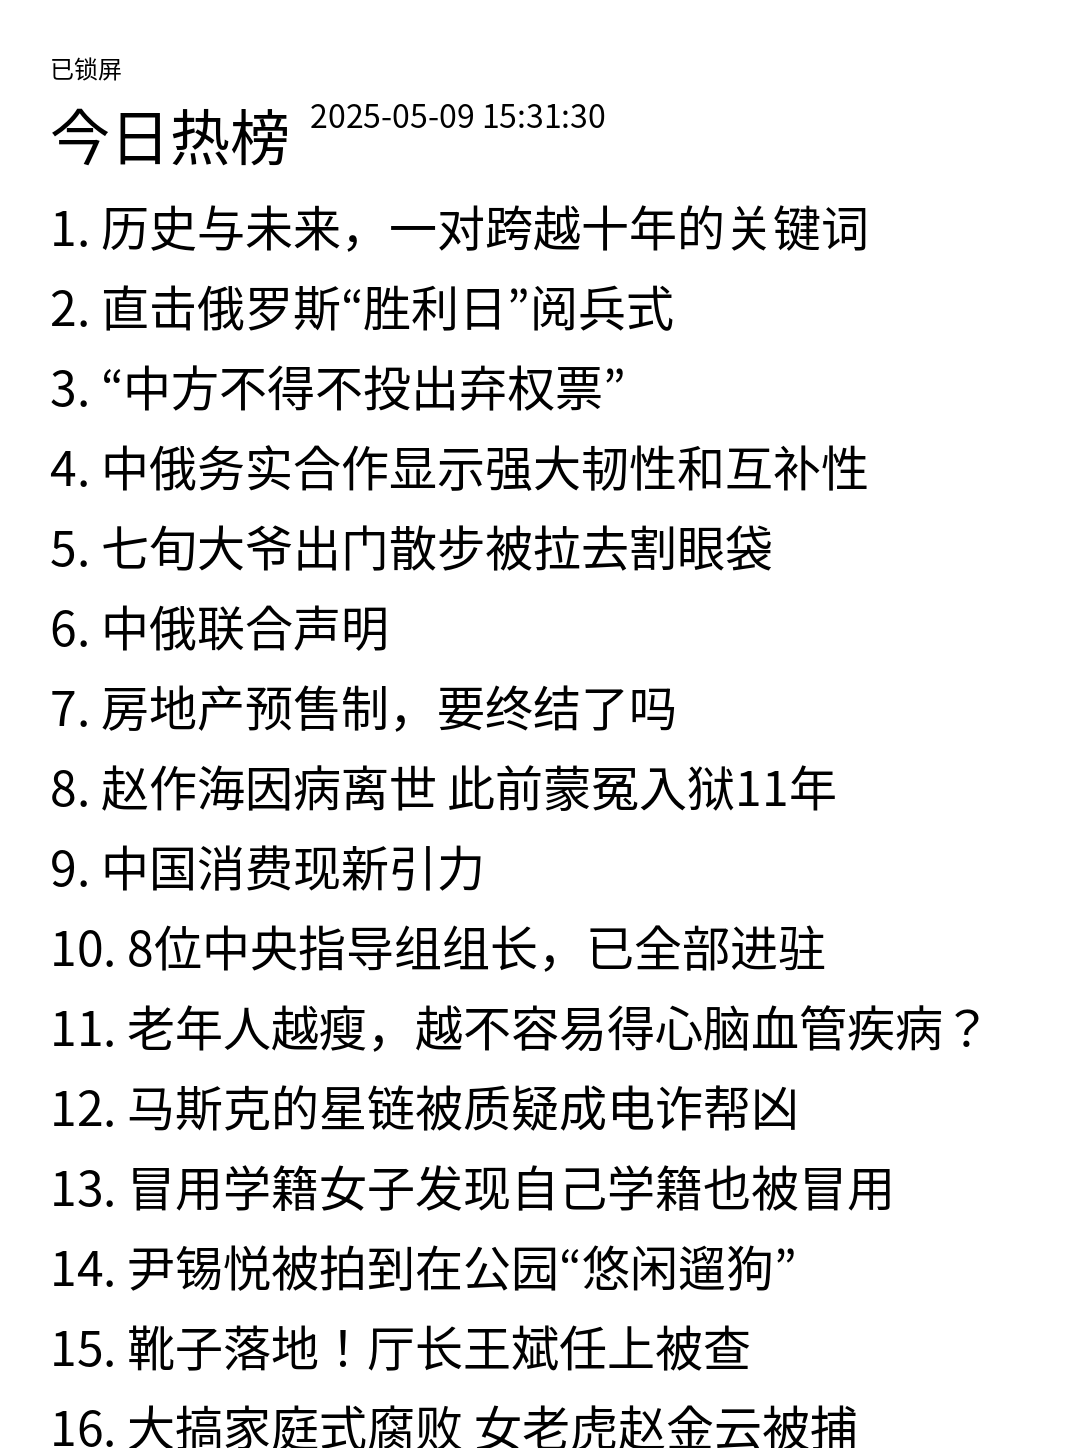 已锁屏
今日热榜 2025-05-09 15:31:30
1. 历史与未来，一对跨越十年的关键词
2. 直击俄罗斯“胜利日”阅兵式
3. “中方不得不投出弃权票”
4. 中俄务实合作显示强大韧性和互补性
5. 七旬大爷出门散步被拉去割眼袋
6. 中俄联合声明
7. 房地产预售制，要终结了吗
8. 赵作海因病离世 此前蒙冤入狱11年
9. 中国消费现新引力
10. 8位中央指导组组长，已全部进驻
11. 老年人越瘦，越不容易得心脑血管疾病？
12. 马斯克的星链被质疑成电诈帮凶
13. 冒用学籍女子发现自己学籍也被冒用
14. 尹锡悦被拍到在公园“悠闲遛狗”
15. 靴子落地！厅长王斌任上被查
16. 大搞家庭式腐败 女老虎赵金云被捕